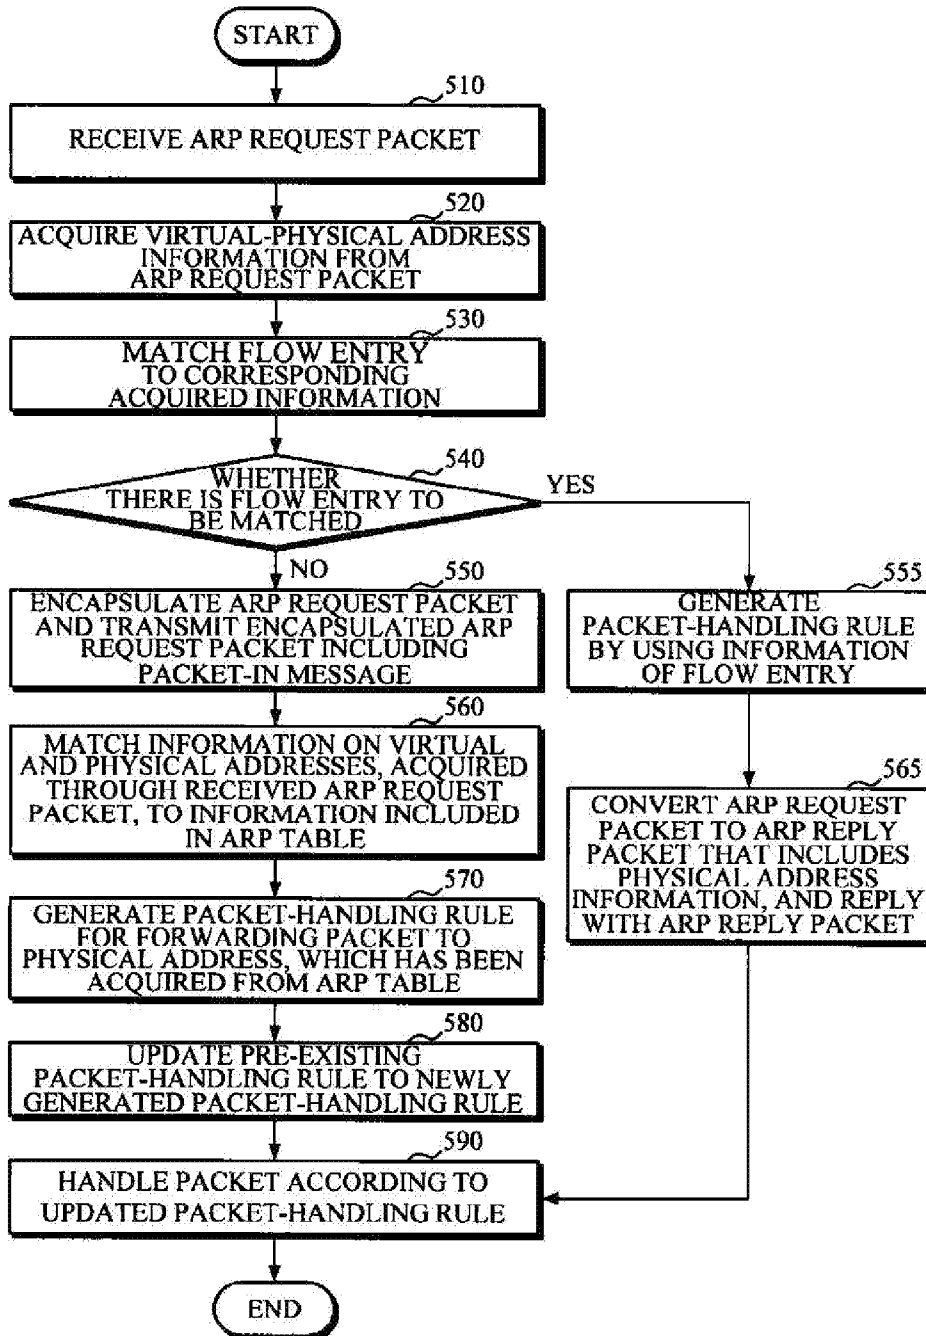 START
510
RECEIVE ARP REQUEST PACKET
520
ACQUIRE VIRTUAL-PHYSICAL ADDRESS
INFORMATION FROM
ARP REQUEST PACKET
530
MATCH FLOW ENTRY
TO CORRESPONDING
ACQUIRED INFORMATION
540
WHETHER
THERE IS FLOW ENTRY TO
BE MATCHED
YES
NO
550
ENCAPSULATE ARP REQUEST PACKET
AND TRANSMIT ENCAPSULATED ARP
REQUEST PACKET INCLUDING
PACKET-IN MESSAGE
555
GENERATE
PACKET-HANDLING RULE
BY USING INFORMATION
OF FLOW ENTRY
560
MATCH INFORMATION ON VIRTUAL
AND PHYSICAL ADDRESSES, ACQUIRED
THROUGH RECEIVED ARP REQUEST
PACKET, TO INFORMATION INCLUDED
IN ARP TABLE
565
CONVERT ARP REQUEST
PACKET TO ARP REPLY
PACKET THAT INCLUDES
PHYSICAL ADDRESS
INFORMATION, AND REPLY
WITH ARP REPLY PACKET
570
GENERATE PACKET-HANDLING RULE
FOR FORWARDING PACKET TO
PHYSICAL ADDRESS, WHICH HAS BEEN
ACQUIRED FROM ARP TABLE
580
UPDATE PRE-EXISTING
PACKET-HANDLING RULE TO NEWLY
GENERATED PACKET-HANDLING RULE
590
HANDLE PACKET ACCORDING TO
UPDATED PACKET-HANDLING RULE
END